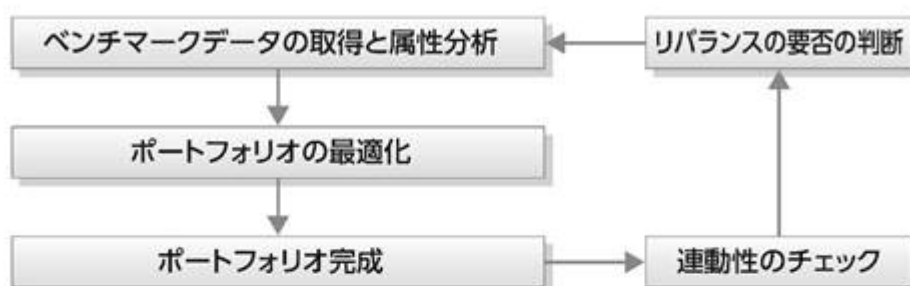 ベンチマークデータの取得と属性分析
リバランスの要否の判断
ポートフォリオの最適化
ポートフォリオ完成
連動性のチェック